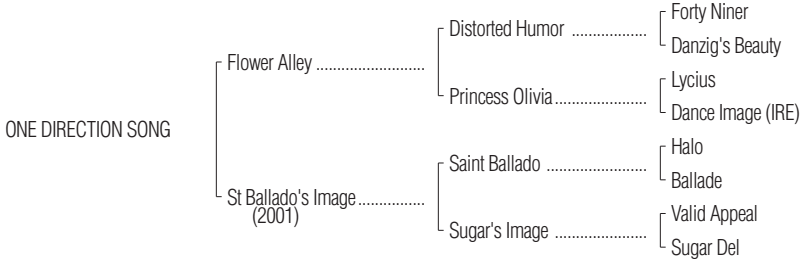 Forty Niner
Distorted Humor ..................
Danzig's Beauty
Flower Alley ..........................
Lycius
Princess Olivia......................
Dance Image (IRE)
ONE DIRECTION SONG
Halo
Saint Ballado ........................
Ballade
St Ballado's Image................
(2001)
Valid Appeal
Sugar's Image ......................
Sugar Del